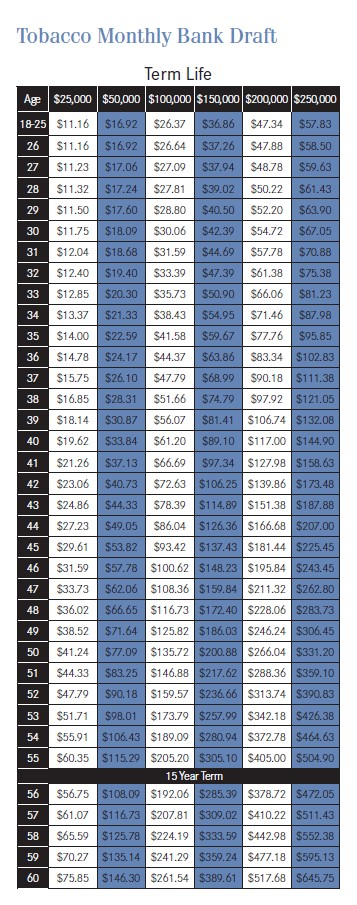 Tobacco Monthly Bank Draft
Term Life
Age $25,000 $50,000 $100,000 $150,000 $200,000 $250,000
18-25 $11.16 $16.92 $26.37 $36.86 $47.34 $57.83
26 $11.16 $16.92 $26.64 $37.26 $47.88 $58.50
27 $11.23 $17.06 $27.09 $37.94 $48.78 $59.63
28 $11.32 $17.24 $27.81 $39.02 $50.22 $61.43
29 $11.50 $17.60 $28.80 $40.50 $52.20 $63.90
30 $11.75 $18.09 $30.06 $42.39 $54.72 $67.05
31 $12.04 $18.68 $31.59 $44.69 $57.78 $70.88
32 $12.40 $19.40 $33.39 $47.39 $61.38 $75.38
33 $12.85 $20.30 $35.73 $50.90 $66.06 $81.23
34 $13.37 $21.33 $38.43 $54.95 $71.46 $87.98
35 $14.00 $22.59 $41.58 $59.67 $77.76 $95.85
36 $14.78 $24.17 $44.37 $63.86 $83.34 $102.83
37 $15.75 $26.10 $47.79 $68.99 $90.18 $111.38
38 $16.85 $28.31 $51.66 $74.79 $97.92 $121.05
39 $18.14 $30.87 $56.07 $81.41 $106.74 $132.08
40 $19.62 $33.84 $61.20 $89.10 $117.00 $144.90
41 $21.26 $37.13 $66.69 $97.34 $127.98 $158.63
42 $23.06 $40.73 $72.63 $106.25 $139.86 $173.48
43 $24.86 $44.33 $78.39 $114.89 $151.38 $187.88
44 $27.23 $49.05 $86.04 $126.36 $166.68 $207.00
45 $29.61 $53.82 $93.42 $137.43 $181.44 $225.45
46 $31.59 $57.78 $100.62 $148.23 $195.84 $243.45
47 $33.73 $62.06 $108.36 $159.84 $211.32 $262.80
48 $36.02 $66.65 $116.73 $172.40 $228.06 $283.73
49 $38.52 $71.64 $125.82 $186.03 $246.24 $306.45
50 $41.24 $77.09 $135.72 $200.88 $266.04 $331.20
51 $44.33 $83.25 $146.88 $217.62 $288.36 $359.10
52 $47.79 $90.18 $159.57 $236.66 $313.74 $390.83
53 $51.71 $98.01 $173.79 $257.99 $342.18 $426.38
54 $55.91 $106.43 $189.09 $280.94 $372.78 $464.63
55 $60.35 $115.29 $205.20 $305.10 $405.00 $504.90
15 Year Term
56 $56.75 $108.09 $192.06 $285.39 $378.72 $472.05
57 $61.07 $116.73 $207.81 $309.02 $410.22 $511.43
58 $65.59 $125.78 $224.19 $333.59 $442.98 $552.38
59 $70.27 $135.14 $241.29 $359.24 $477.18 $595.13
60 $75.85 $146.30 $261.54 $389.61 $517.68 $645.75